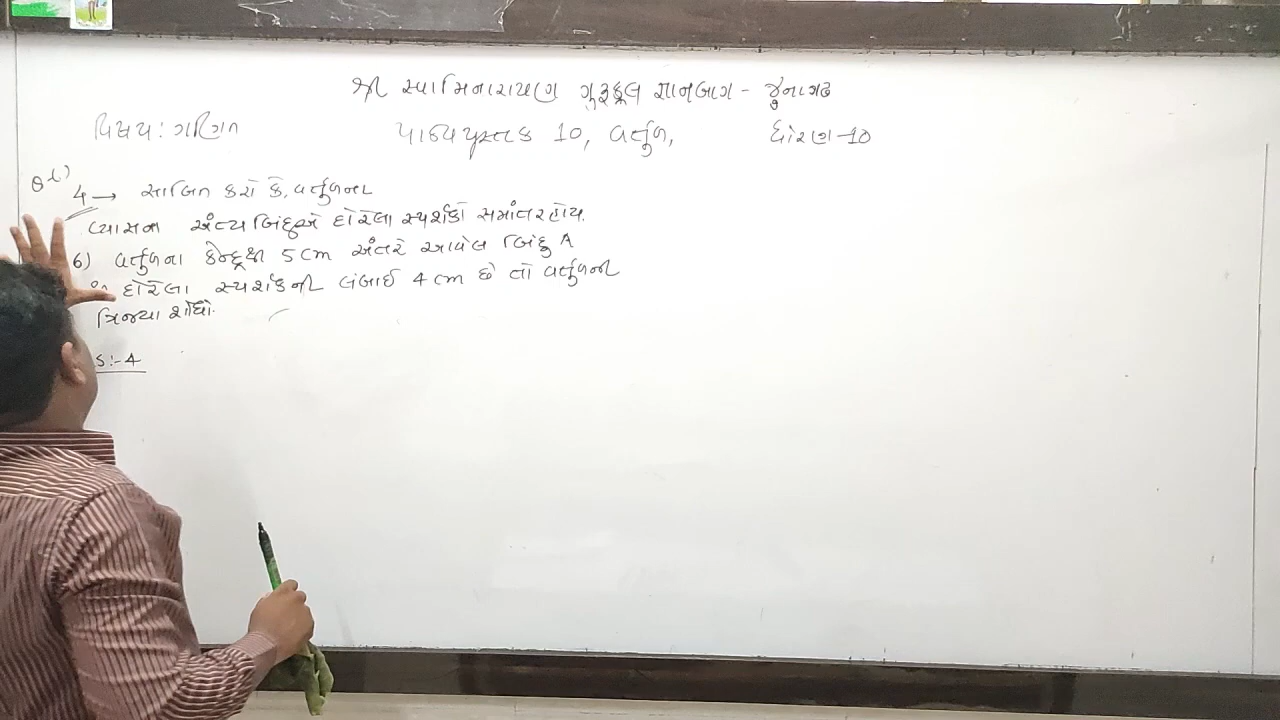 શ્રી સ્વામિનારાયણ ગુરૂકૂલ જ્ઞાનબાગ - જૂનાગઢ
વિષય : ગણિત પાઠ્યપુસ્તક 10, વર્તુળ, ધોરણ-10
4 → સાબિત કરો કે, વર્તુળના
વ્યાસના અંત્યબિંદુઓ દોરેલા સ્પર્શકો સમાંતર હોય.
6) વર્તુળના કેન્દ્રથી 5 cm અંતરે આવેલ બિંદુ A
દોરેલા સ્પર્શકની લંબાઈ 4 cm છે તો વર્તુળની
ત્રિજ્યા શોધો.
S:-4